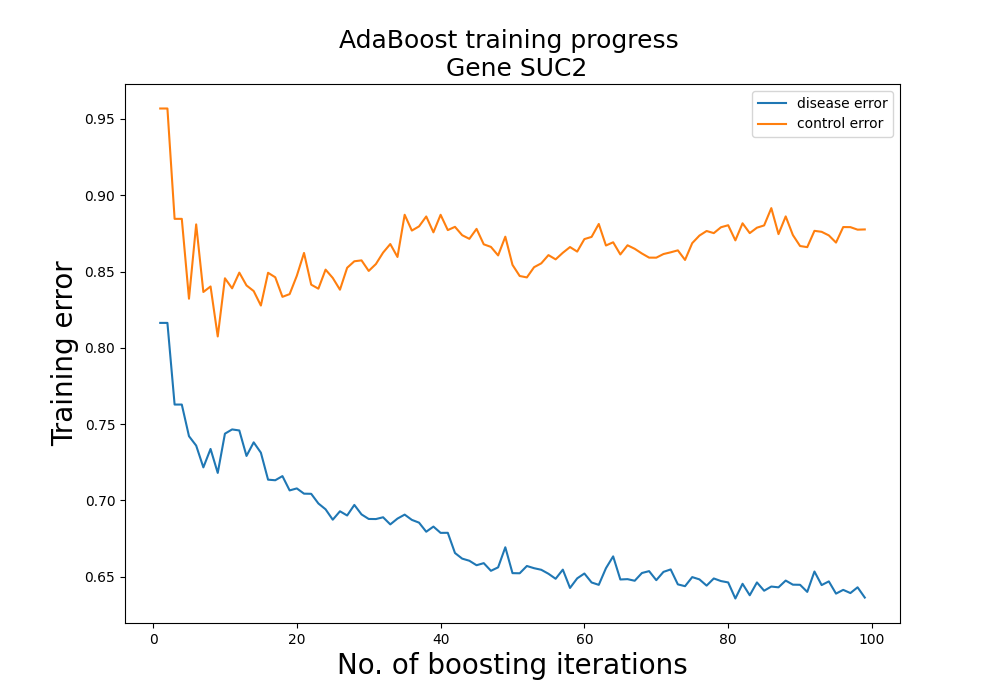 AdaBoost training progress
Gene SUC2
disease error
control error
Training error
0.95
0.90
0.85
0.80
0.75
0.70
0.65
0 20 40 60 80 100
No. of boosting iterations